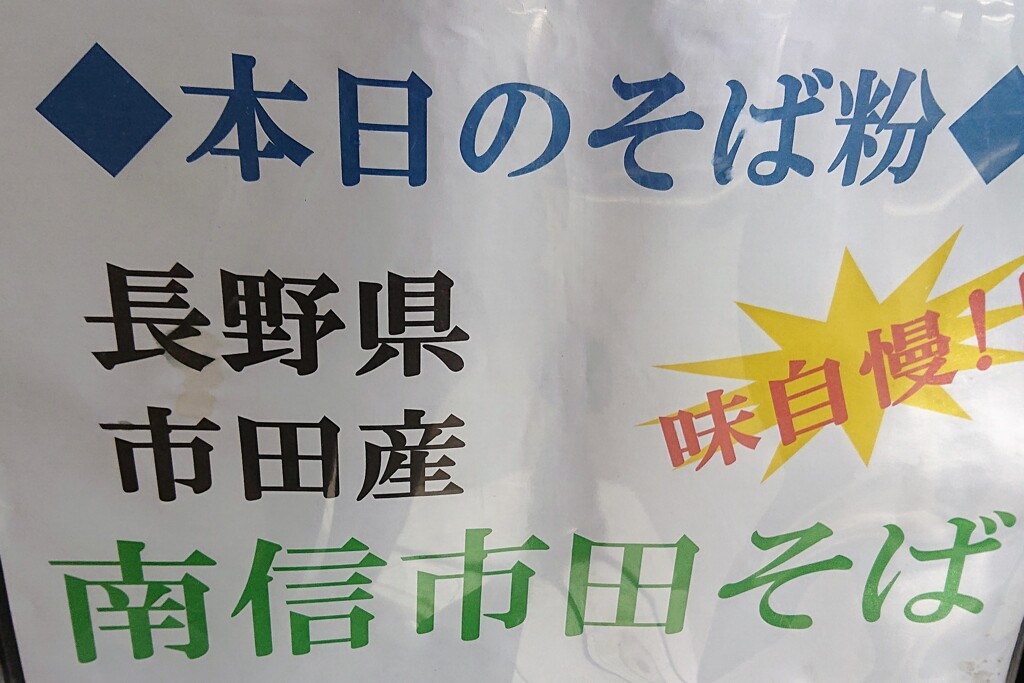 ◆本日のそば粉◆
長野県
市田産
味自慢!!
南信市田そば